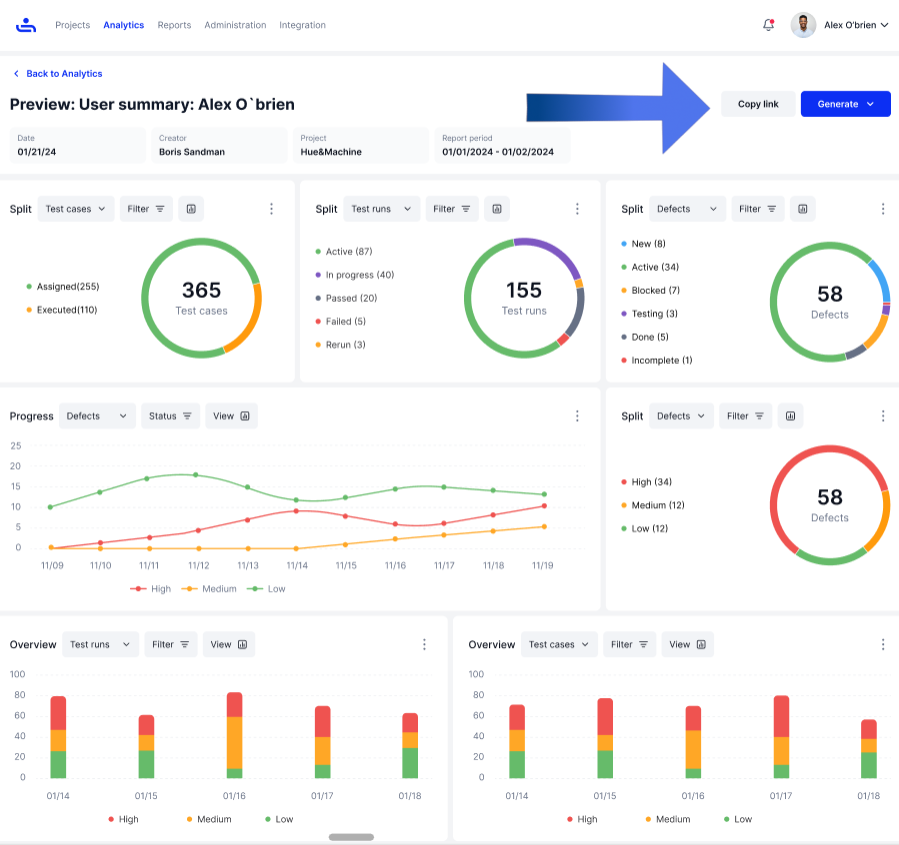 Projects Analytics Reports Administration Integration Alex O'brien
Back to Analytics
Preview: User summary: Alex O`brien
Copy link Generate
Date Creator Project Report period
01/21/24 Boris Sandman Hue&Machine 01/01/2024 - 01/02/2024
Split Test cases Filter
Assigned(255)
Executed(110)
365
Test cases
Split Test runs Filter
Active (87)
In progress (40)
Passed (20)
Failed (5)
Rerun (3)
155
Test runs
Split Defects Filter
New (8)
Active (34)
Blocked (7)
Testing (3)
Done (5)
Incomplete (1)
58
Defects
Progress Defects Status View
25
20
15
10
5
0
11/09 11/10 11/11 11/12 11/13 11/14 11/15 11/16 11/17 11/18 11/19
High Medium Low
Split Defects Filter
High (34)
Medium (12)
Low (12)
58
Defects
Overview Test runs Filter View
100
80
60
40
20
0
01/14 01/15 01/16 01/17 01/18
High Medium Low
Overview Test cases Filter View
100
80
60
40
20
0
01/14 01/15 01/16 01/17 01/18
High Medium Low